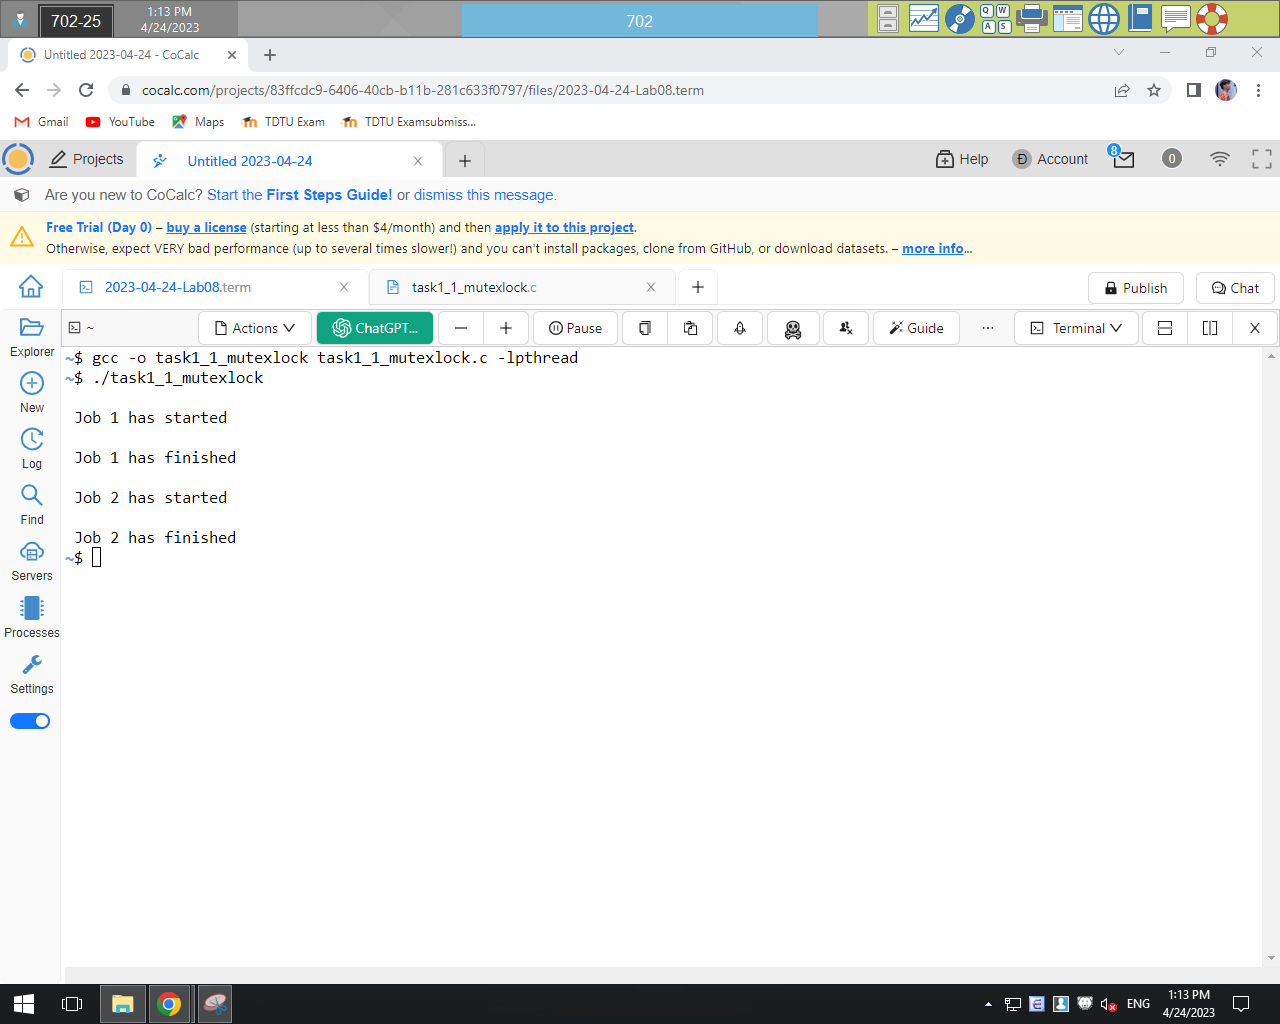 702-25
1:13 PM
4/24/2023
702
Q W
A S
Untitled 2023-04-24 - CoCalc
cocalc.com/projects/83ffcdc9-6406-40cb-b11b-281c633f0797/files/2023-04-24-Lab08.term
Gmail YouTube Maps TDTU Exam TDTU Examsubmiss...
Projects Untitled 2023-04-24 Help Account 8 0
Are you new to CoCalc? Start the First Steps Guide! or dismiss this message.
Free Trial (Day 0) – buy a license (starting at less than $4/month) and then apply it to this project.
Otherwise, expect VERY bad performance (up to several times slower!) and you can't install packages, clone from GitHub, or download datasets. – more info...
2023-04-24-Lab08.term task1_1_mutexlock.c Publish Chat
~ Actions ChatGPT... Pause Guide ... Terminal
Explorer
New
Log
Find
Servers
Processes
Settings
~$ gcc -o task1_1_mutexlock task1_1_mutexlock.c -lpthread
~$ ./task1_1_mutexlock
Job 1 has started
Job 1 has finished
Job 2 has started
Job 2 has finished
~$
ENG
1:13 PM
4/24/2023